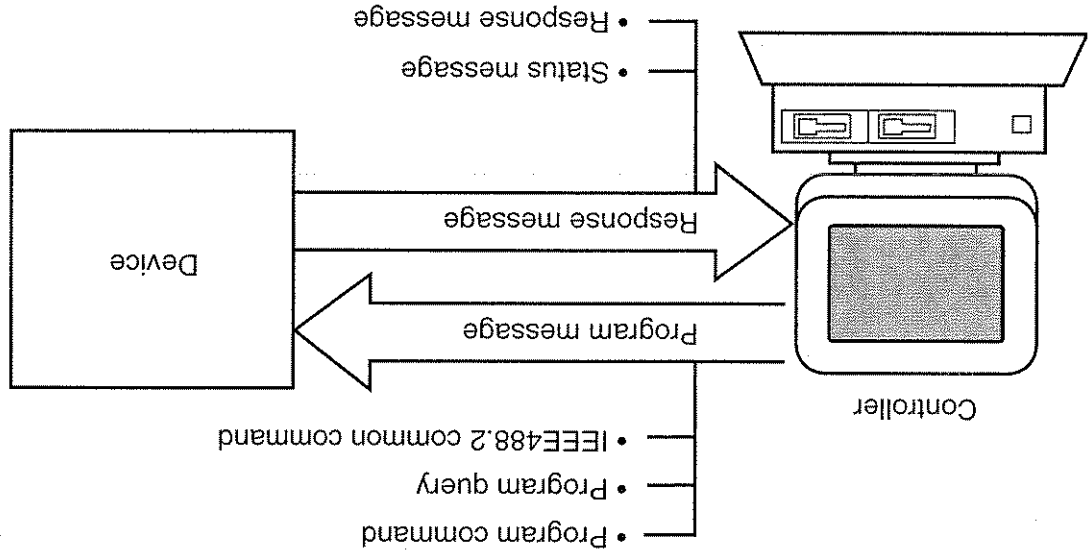 • Program command
• Program query
• IEEE488.2 common command
Controller
Program message
Device
Response message
• Status message
• Response message